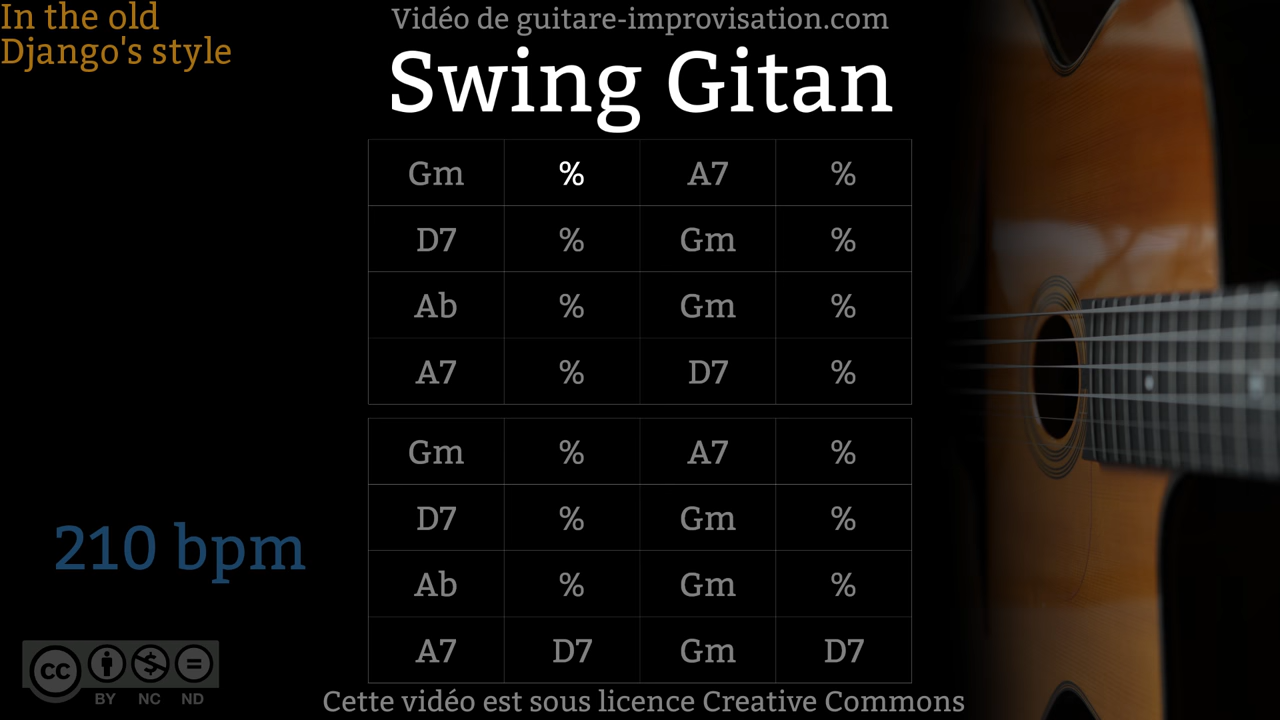 In the old
Django's style
Vidéo de guitare-improvisation.com
Swing Gitan
Gm % A7 %
D7 % Gm %
Ab % Gm %
A7 % D7 %
Gm % A7 %
D7 % Gm %
Ab % Gm %
A7 D7 Gm D7
210 bpm
cc
BY NC ND
Cette vidéo est sous licence Creative Commons